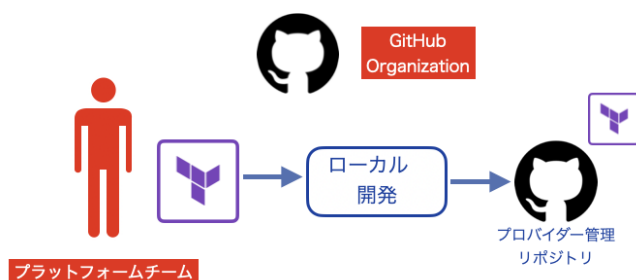 GitHub
Organization
ローカル
開発
プロバイダー管理
リポジトリ
プラットフォームチーム